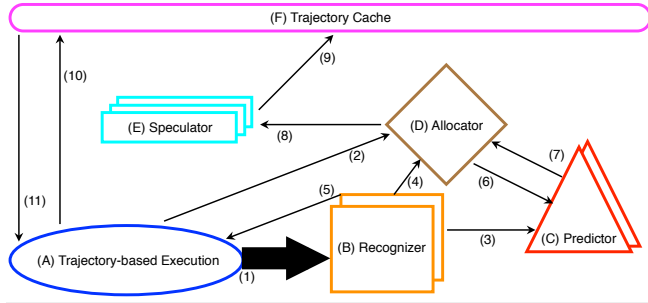 (F) Trajectory Cache
(10)
(9)
(E) Speculator
(8)
(D) Allocator
(2)
(7)
(4)
(6)
(5)
(11)
(A) Trajectory-based Execution
(1)
(B) Recognizer
(3)
(C) Predictor